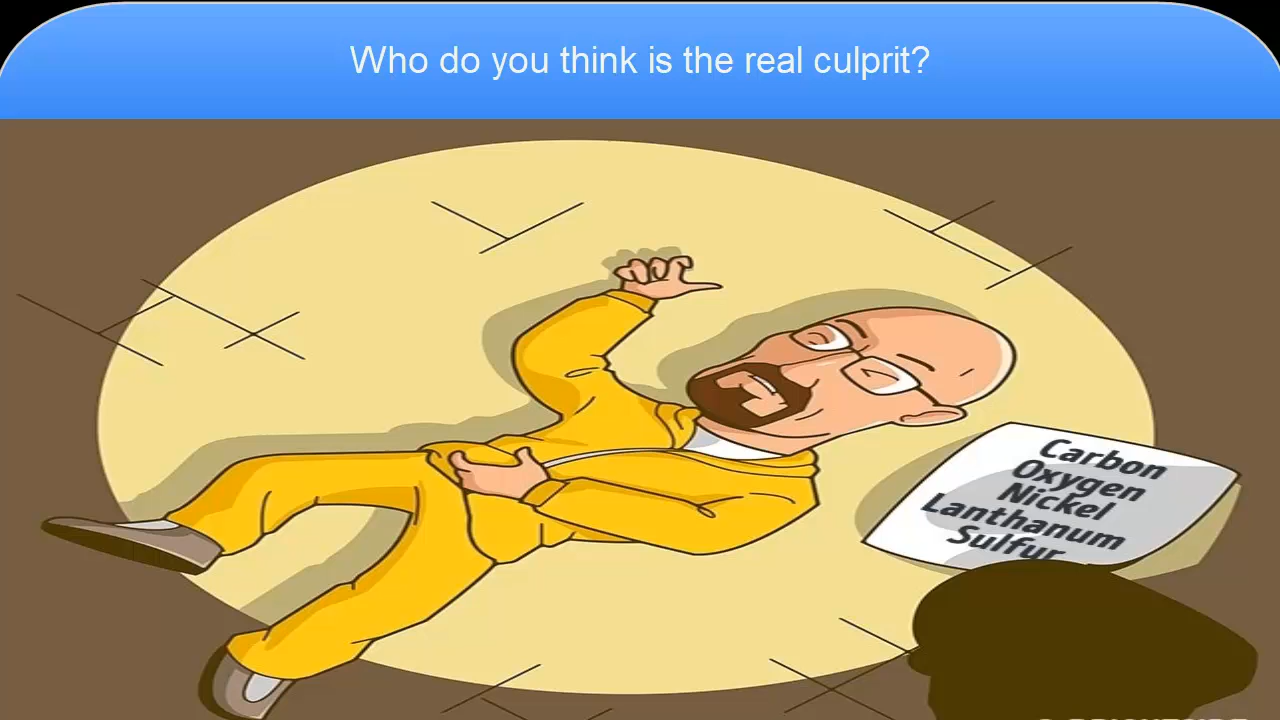 Who do you think is the real culprit?
Carbon
Oxygen
Nickel
Lanthanum
Sulfur